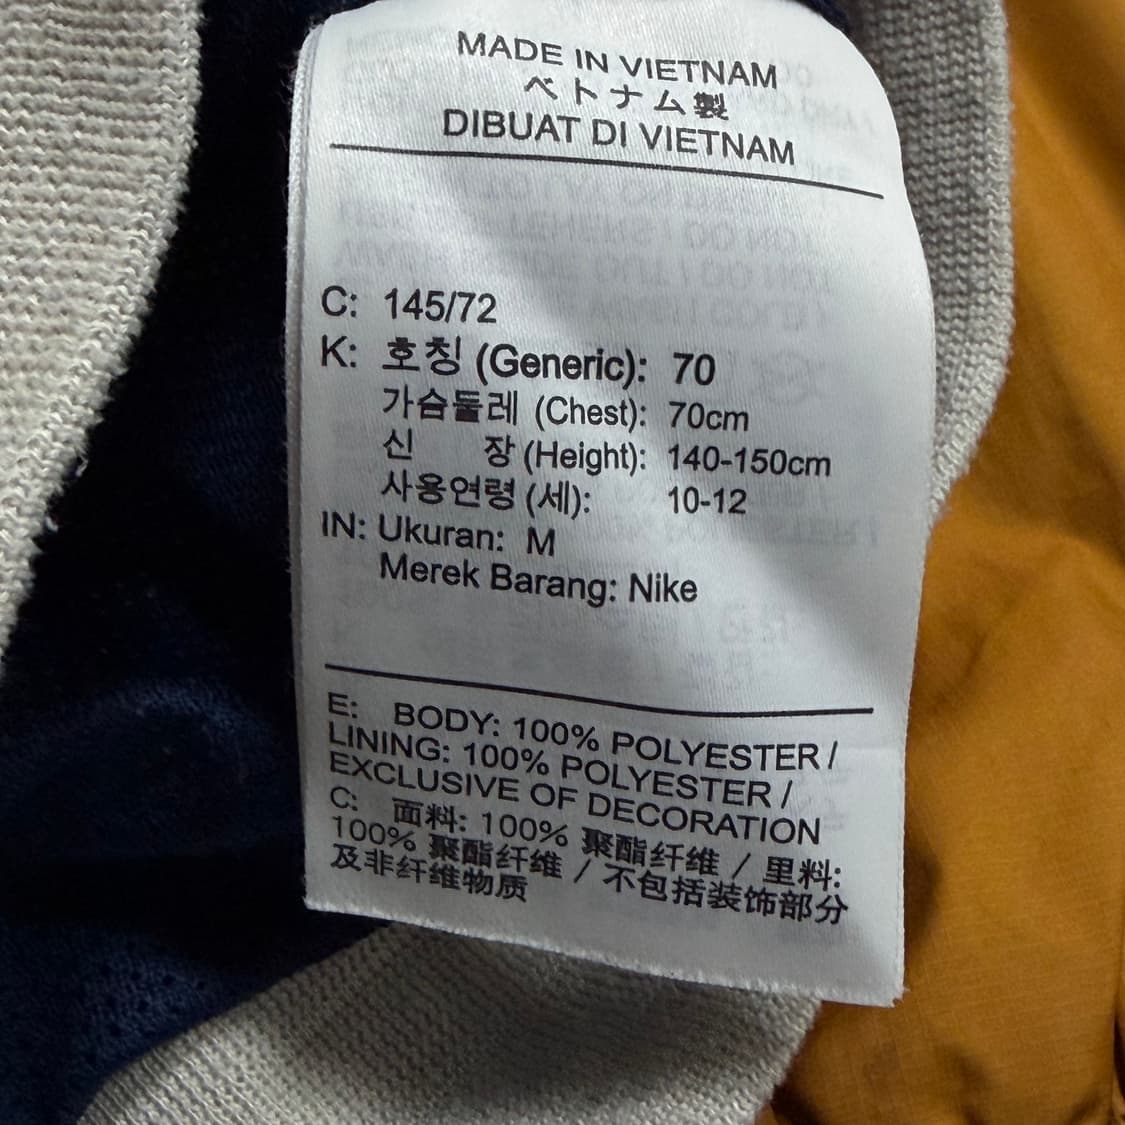 MADE IN VIETNAM
ベトナム製
DIBUAT DI VIETNAM
C: 145/72
K: 호칭 (Generic): 70
가슴둘레 (Chest): 70cm
신 장 (Height): 140-150cm
사용연령 (세): 10-12
IN: Ukuran: M
Merek Barang: Nike
E: BODY: 100% POLYESTER /
LINING: 100% POLYESTER /
EXCLUSIVE OF DECORATION
C: 面料: 100% 聚酯纤维 / 里料:
100% 聚酯纤维 / 不包括装饰部分
及非纤维物质